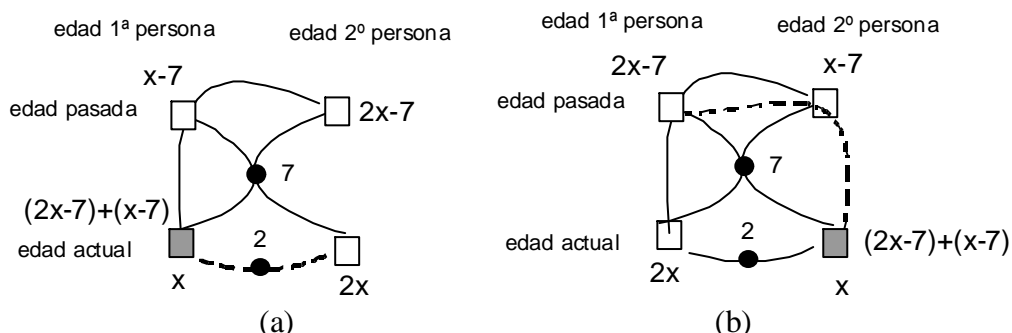 edad 1ª persona
edad 2º persona
x-7
edad pasada
2x-7
7
(2x-7)+(x-7)
edad actual
2
x
2x
(a)
edad 1ª persona
edad 2º persona
2x-7
x-7
edad pasada
7
edad actual
2
(2x-7)+(x-7)
2x
x
(b)